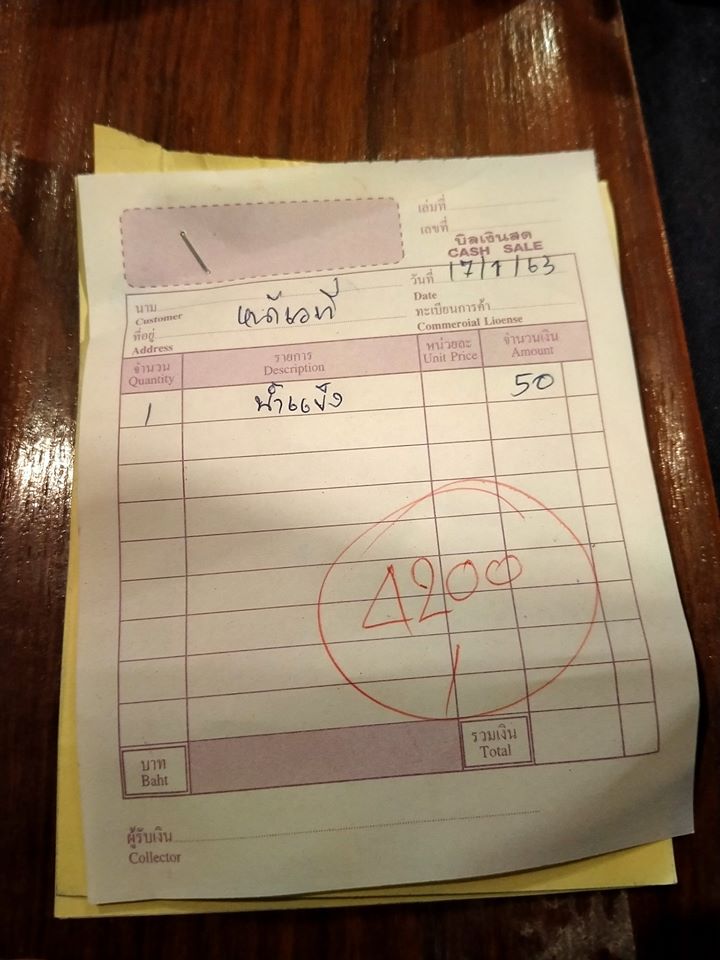 เล่มที่
เลขที่
บิลเงินสด
CASH SALE
วันที่ 17/1/63
Date
นาม หน้าเวที
Customer
ทะเบียนการค้า
ที่อยู่
Commercial License
Address
จำนวน รายการ หน่วยละ จำนวนเงิน
Quantity Description Unit Price Amount
1 น้ำแข็ง 50
4200
บาท รวมเงิน
Baht Total
ผู้รับเงิน
Collector